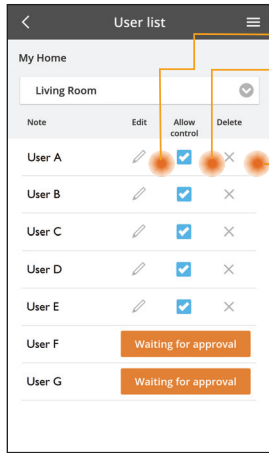 User list
My Home
Living Room
Note Edit Allow control Delete
User A
User B
User C
User D
User E
User F Waiting for approval
User G Waiting for approval